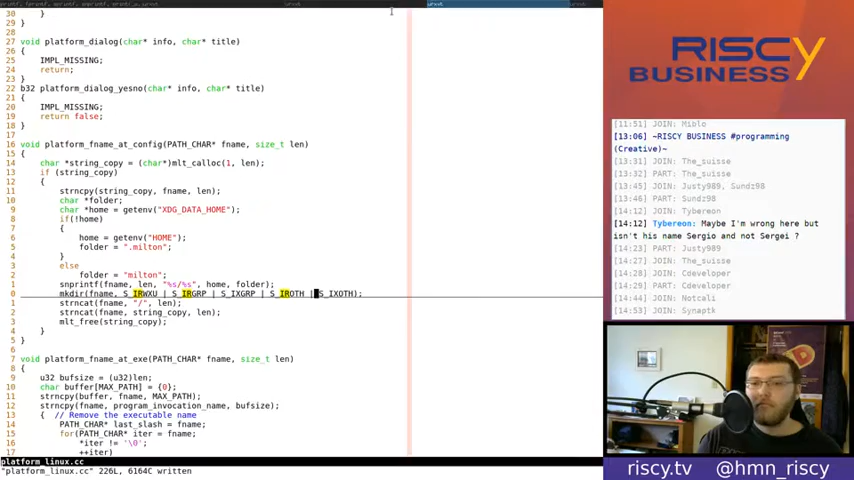 30      }
29  }
28
27  void platform_dialog(char* info, char* title)
26  {
25      IMPL_MISSING;
24      return;
23  }
22  b32 platform_dialog_yesno(char* info, char* title)
21  {
20      IMPL_MISSING;
19      return false;
18  }
17
16  void platform_fname_at_config(PATH_CHAR* fname, size_t len)
15  {
14      char *string_copy = (char*)mlt_calloc(1, len);
13      if (string_copy)
12      {
11          strncpy(string_copy, fname, len);
10          char *folder;
9          char *home = getenv("XDG_DATA_HOME");
8          if(!home)
7          {
6              home = getenv("HOME");
5              folder = ".milton";
4          }
3          else
2              folder = "milton";
1          snprintf(fname, len, "%s/%s", home, folder);
0          mkdir(fname, S_IRWXU | S_IRGRP | S_IXGRP | S_IROTH | S_IXOTH);
1          strncat(fname, "/", len);
2          strncat(fname, string_copy, len);
3          mlt_free(string_copy);
4      }
5  }
6
7  void platform_fname_at_exe(PATH_CHAR* fname, size_t len)
8  {
9      u32 bufsize = (u32)len;
10      char buffer[MAX_PATH] = {0};
11      strncpy(buffer, fname, MAX_PATH);
12      strncpy(fname, program_invocation_name, bufsize);
13      {  // Remove the executable name
14          PATH_CHAR* last_slash = fname;
15          for(PATH_CHAR* iter = fname;
16              *iter != '\0';
17              ++iter)
platform_linux.cc
"platform_linux.cc" 226L, 6164C written
RISCY
BUSINESS
[11:51] JOIN: Miblo
[13:06] ~RISCY BUSINESS #programming
(Creative)~
[13:31] JOIN: The_suisse
[13:32] PART: The_suisse
[13:45] JOIN: Justy989, Sundz98
[13:46] PART: Sundz98
[14:12] JOIN: Tybereon
[14:12] Tybereon: Maybe I'm wrong here but
isn't his name Sergio and not Sergei ?
[14:23] PART: Justy989
[14:27] JOIN: The_suisse
[14:28] PART: Cdeveloper
[14:29] JOIN: Cdeveloper
[14:44] JOIN: Notcali
[14:53] JOIN: Synaptk
riscy.tv  @hmn_riscy